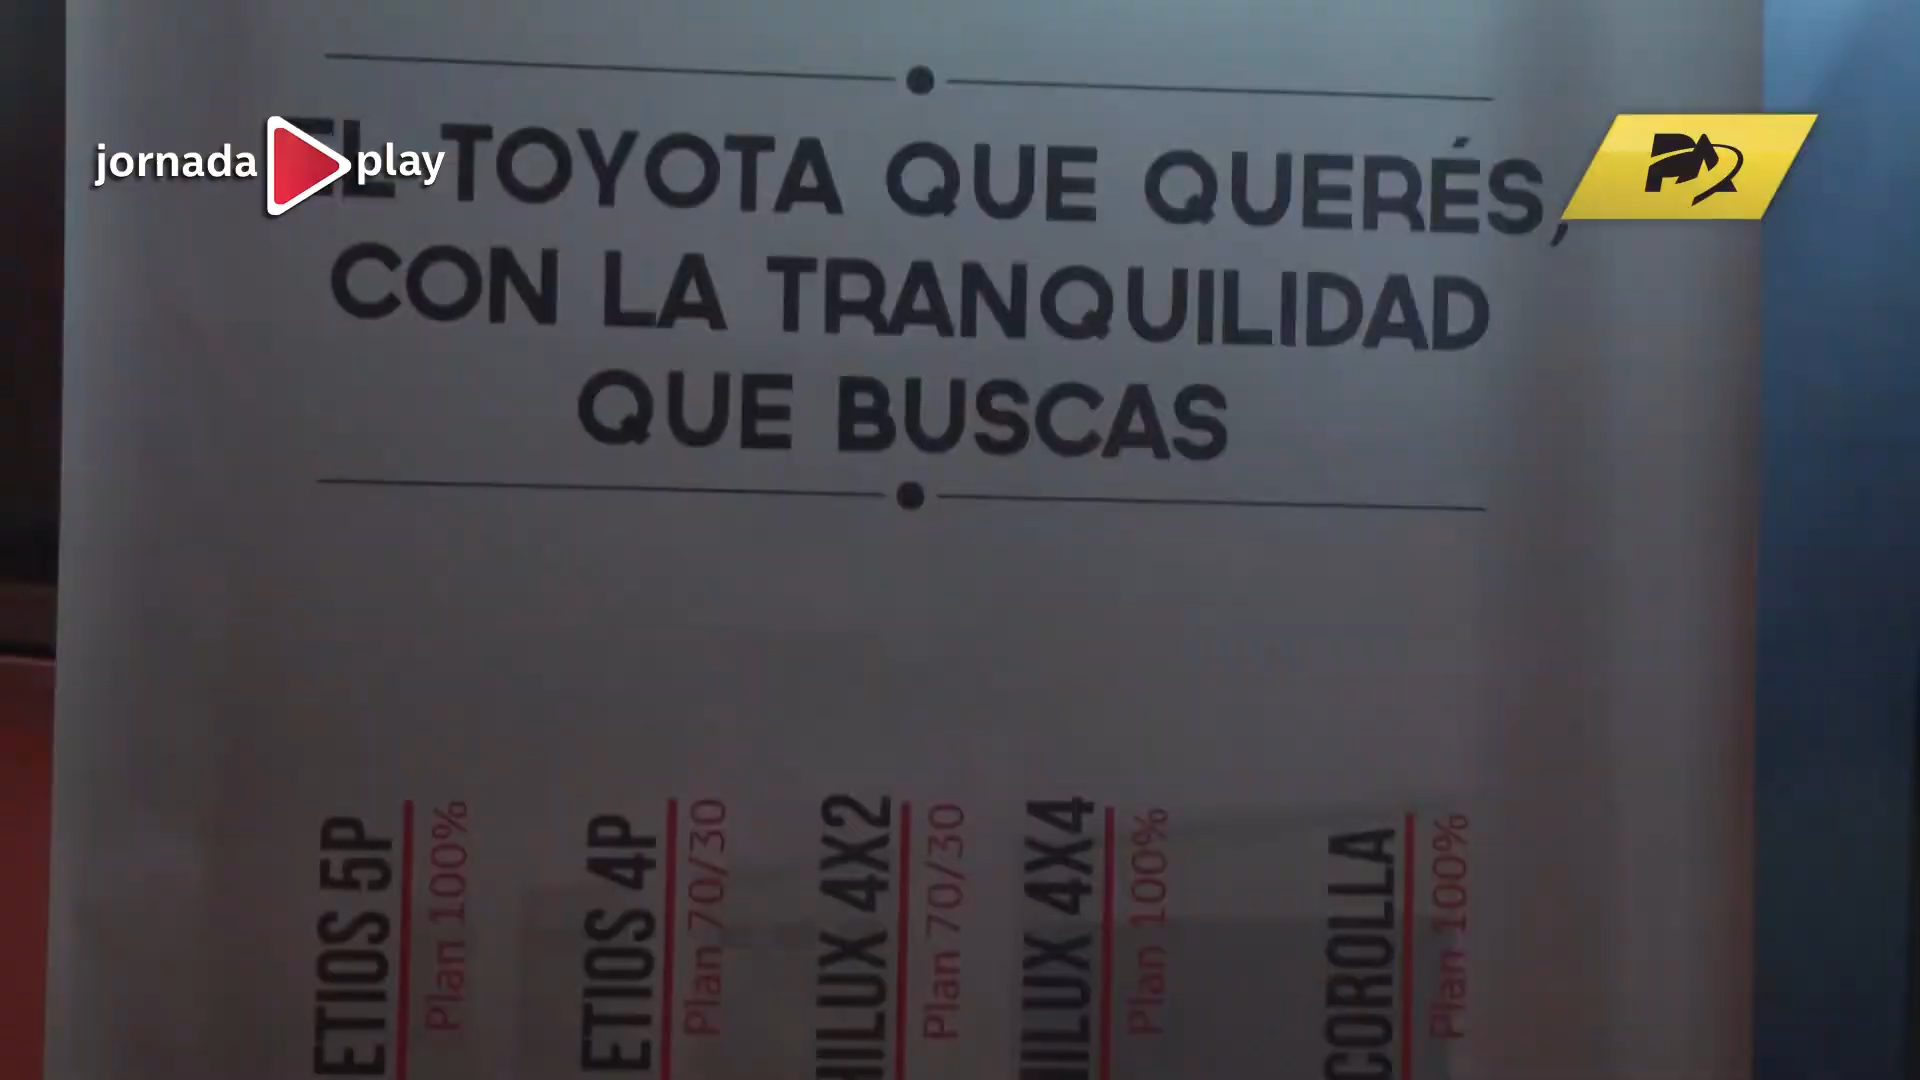 jornada play
PA
EL TOYOTA QUE QUERÉS,
CON LA TRANQUILIDAD
QUE BUSCAS
ETIOS 5P
Plan 100%
ETIOS 4P
Plan 70/30
HILUX 4X2
Plan 70/30
HILUX 4X4
Plan 100%
COROLLA
Plan 100%